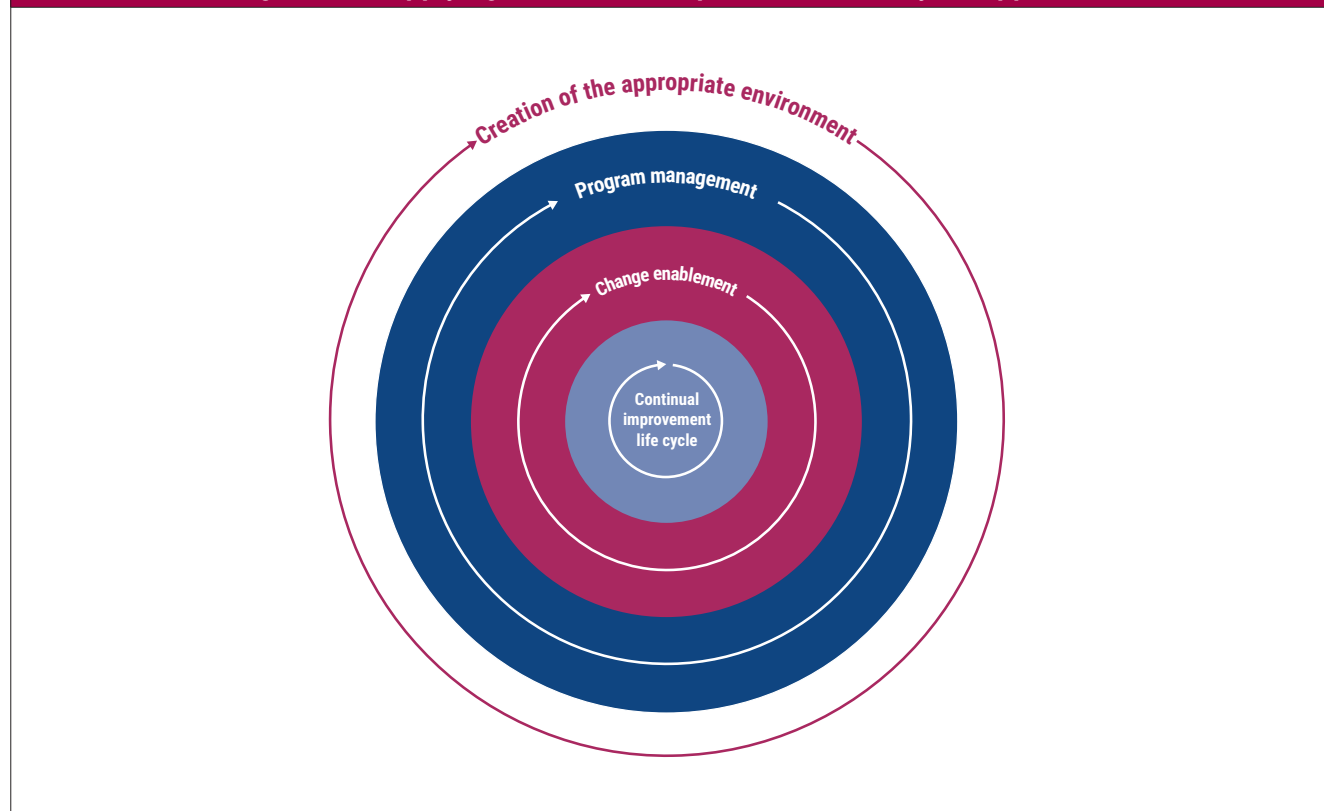 Creation of the appropriate environment
Program management
Change enablement
Continual
improvement
life cycle